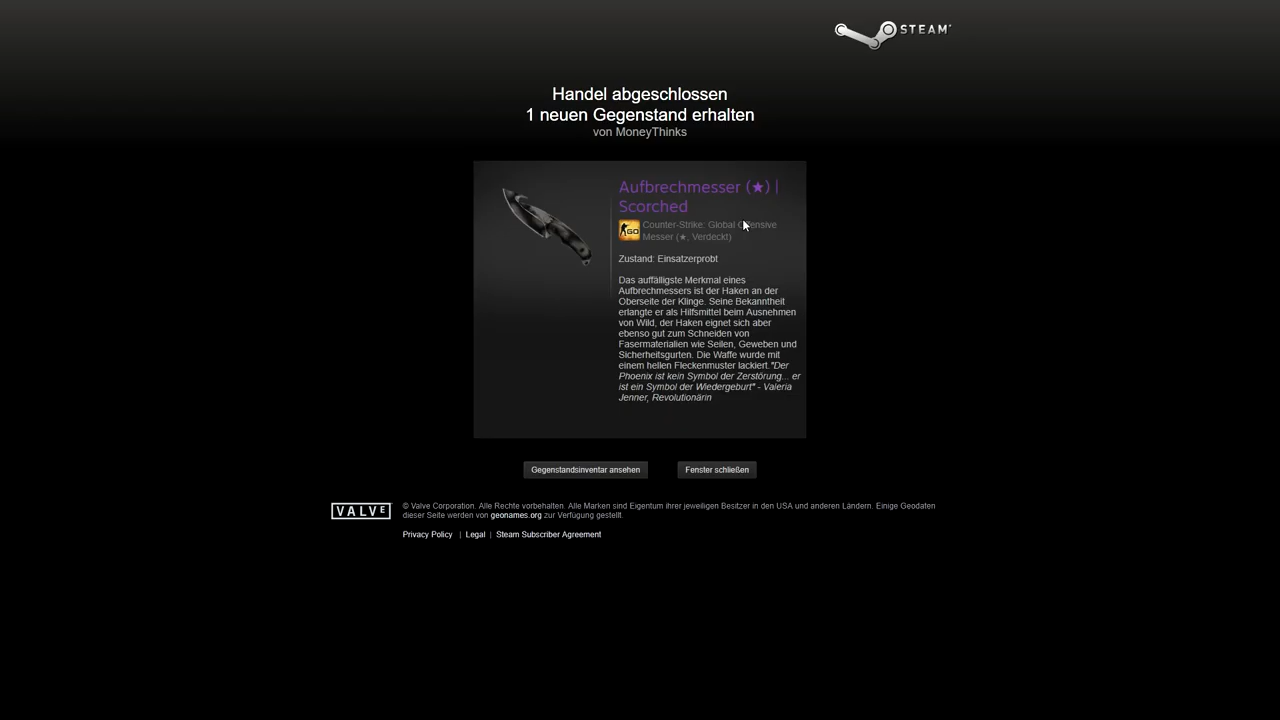 STEAM
Handel abgeschlossen
1 neuen Gegenstand erhalten
von MoneyThinks
Aufbrechmesser (★) |
Scorched
GO
Counter-Strike: Global Offensive
Messer (★, Verdeckt)
Zustand: Einsatzerprobt
Das auffälligste Merkmal eines
Aufbrechmessers ist der Haken an der
Oberseite der Klinge. Seine Bekanntheit
erlangte er als Hilfsmittel beim Ausnehmen
von Wild, der Haken eignet sich aber
ebenso gut zum Schneiden von
Fasermaterialien wie Seilen, Geweben und
Sicherheitsgurten. Die Waffe wurde mit
einem hellen Fleckenmuster lackiert."Der
Phoenix ist kein Symbol der Zerstörung... er
ist ein Symbol der Wiedergeburt" - Valeria
Jenner, Revolutionärin
Gegenstandsinventar ansehen
Fenster schließen
VALVE
© Valve Corporation. Alle Rechte vorbehalten. Alle Marken sind Eigentum ihrer jeweiligen Besitzer in den USA und anderen Ländern. Einige Geodaten
dieser Seite werden von geonames.org zur Verfügung gestellt.
Privacy Policy | Legal | Steam Subscriber Agreement